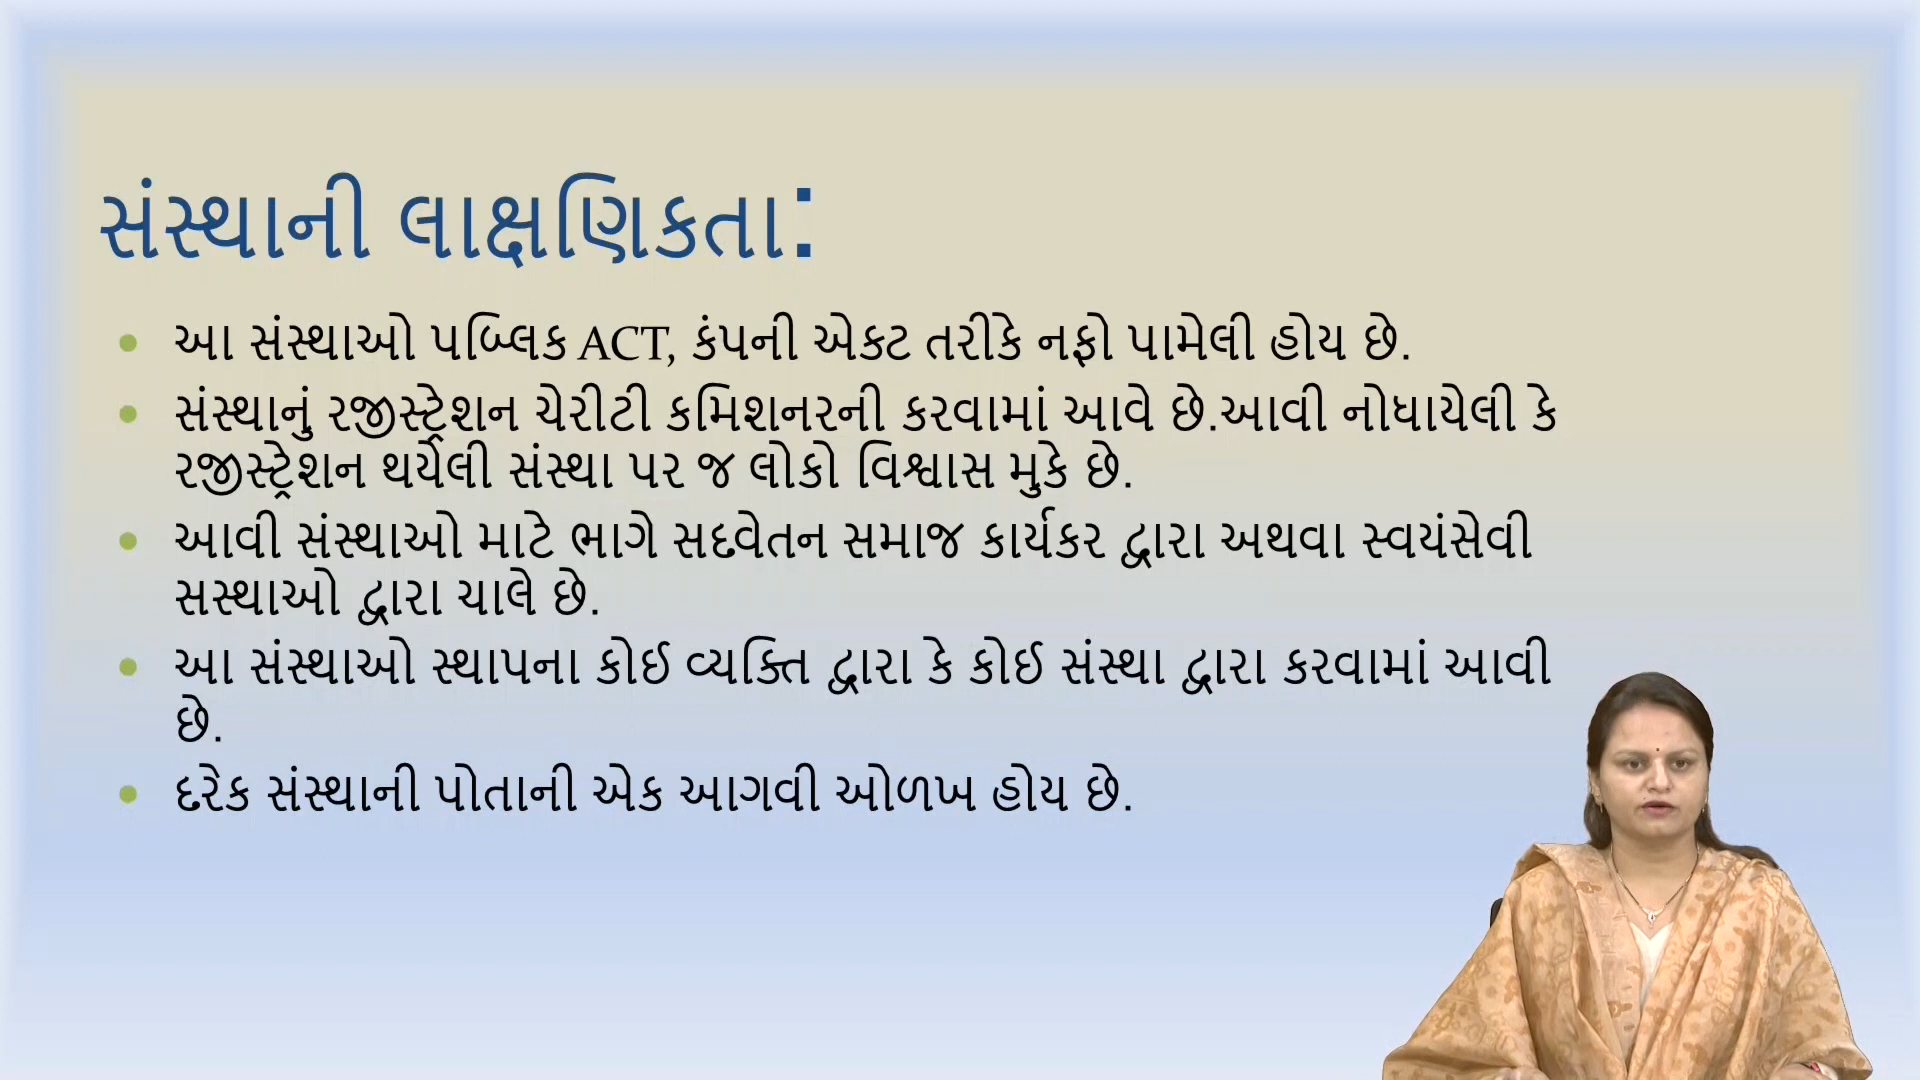 સંસ્થાની લાક્ષણિકતા:
આ સંસ્થાઓ પબ્લિક ACT, કંપની એક્ટ તરીકે નફો પામેલી હોય છે.
સંસ્થાનું રજીસ્ટ્રેશન ચેરીટી કમિશનરની કરવામાં આવે છે.આવી નોધાયેલી કે
રજીસ્ટ્રેશન થયેલી સંસ્થા પર જ લોકો વિશ્વાસ મુકે છે.
આવી સંસ્થાઓ માટે ભાગે સદવેતન સમાજ કાર્યકર દ્વારા અથવા સ્વયંસેવી
સસ્થાઓ દ્વારા ચાલે છે.
આ સંસ્થાઓ સ્થાપના કોઈ વ્યક્તિ દ્વારા કે કોઈ સંસ્થા દ્વારા કરવામાં આવી
છે.
દરેક સંસ્થાની પોતાની એક આગવી ઓળખ હોય છે.